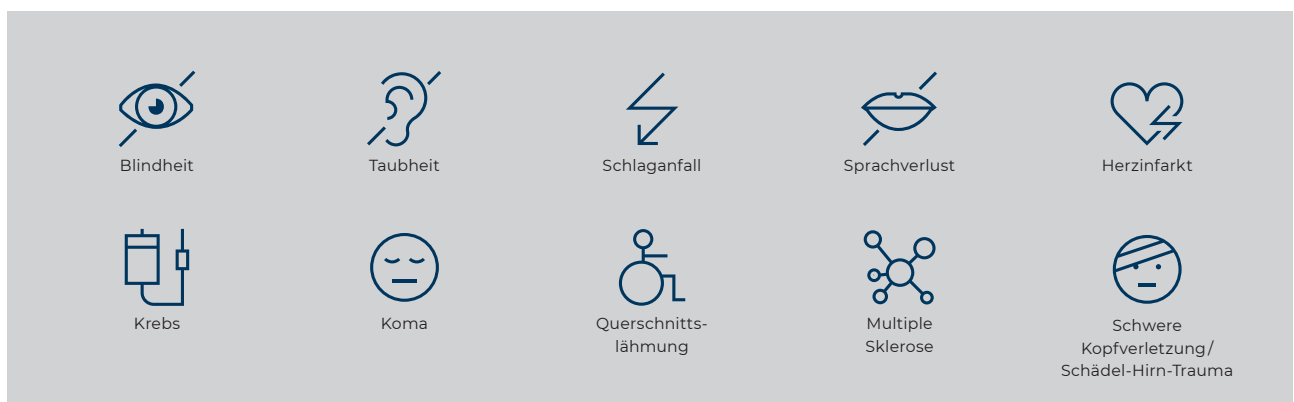 Blindheit
Taubheit
Schlaganfall
Sprachverlust
Herzinfarkt
Krebs
Koma
Querschnitts-
lähmung
Multiple
Sklerose
Schwere
Kopfverletzung/
Schädel-Hirn-Trauma